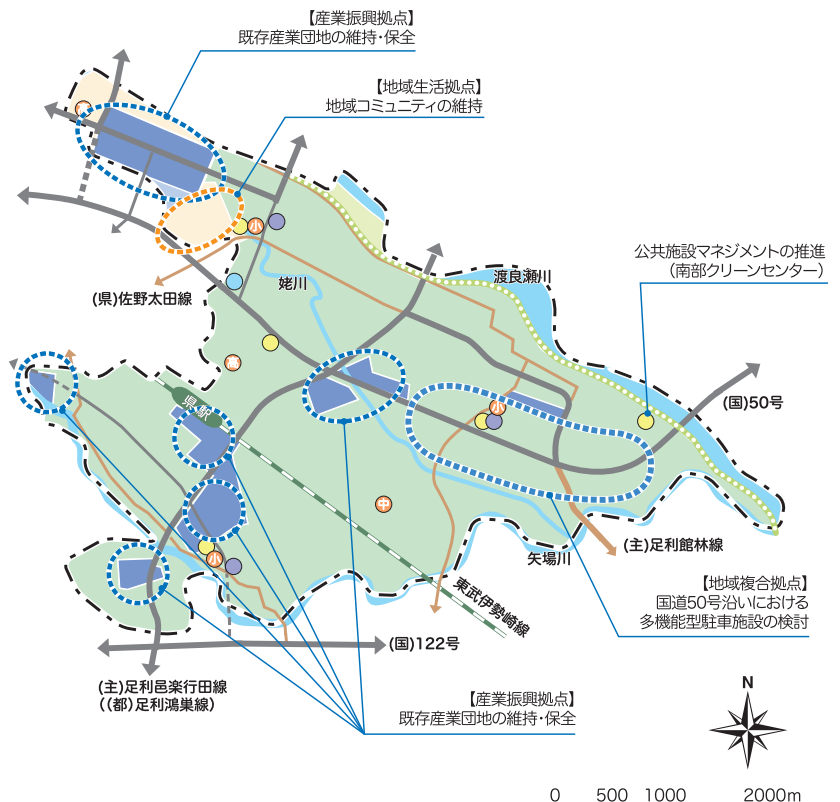 【産業振興拠点】
既存産業団地の維持・保全
【地域生活拠点】
地域コミュニティの維持
高
小
公共施設マネジメントの推進
（南部クリーンセンター）
渡良瀬川
姥川
(県)佐野太田線
高
県駅
(国)50号
小
中
小
(主)足利館林線
矢場川
東武伊勢崎線
【地域複合拠点】
国道50号沿いにおける
多機能型駐車施設の検討
(国)122号
(主)足利邑楽行田線
((都)足利鴻巣線)
【産業振興拠点】
既存産業団地の維持・保全
N
0 500 1000 2000m